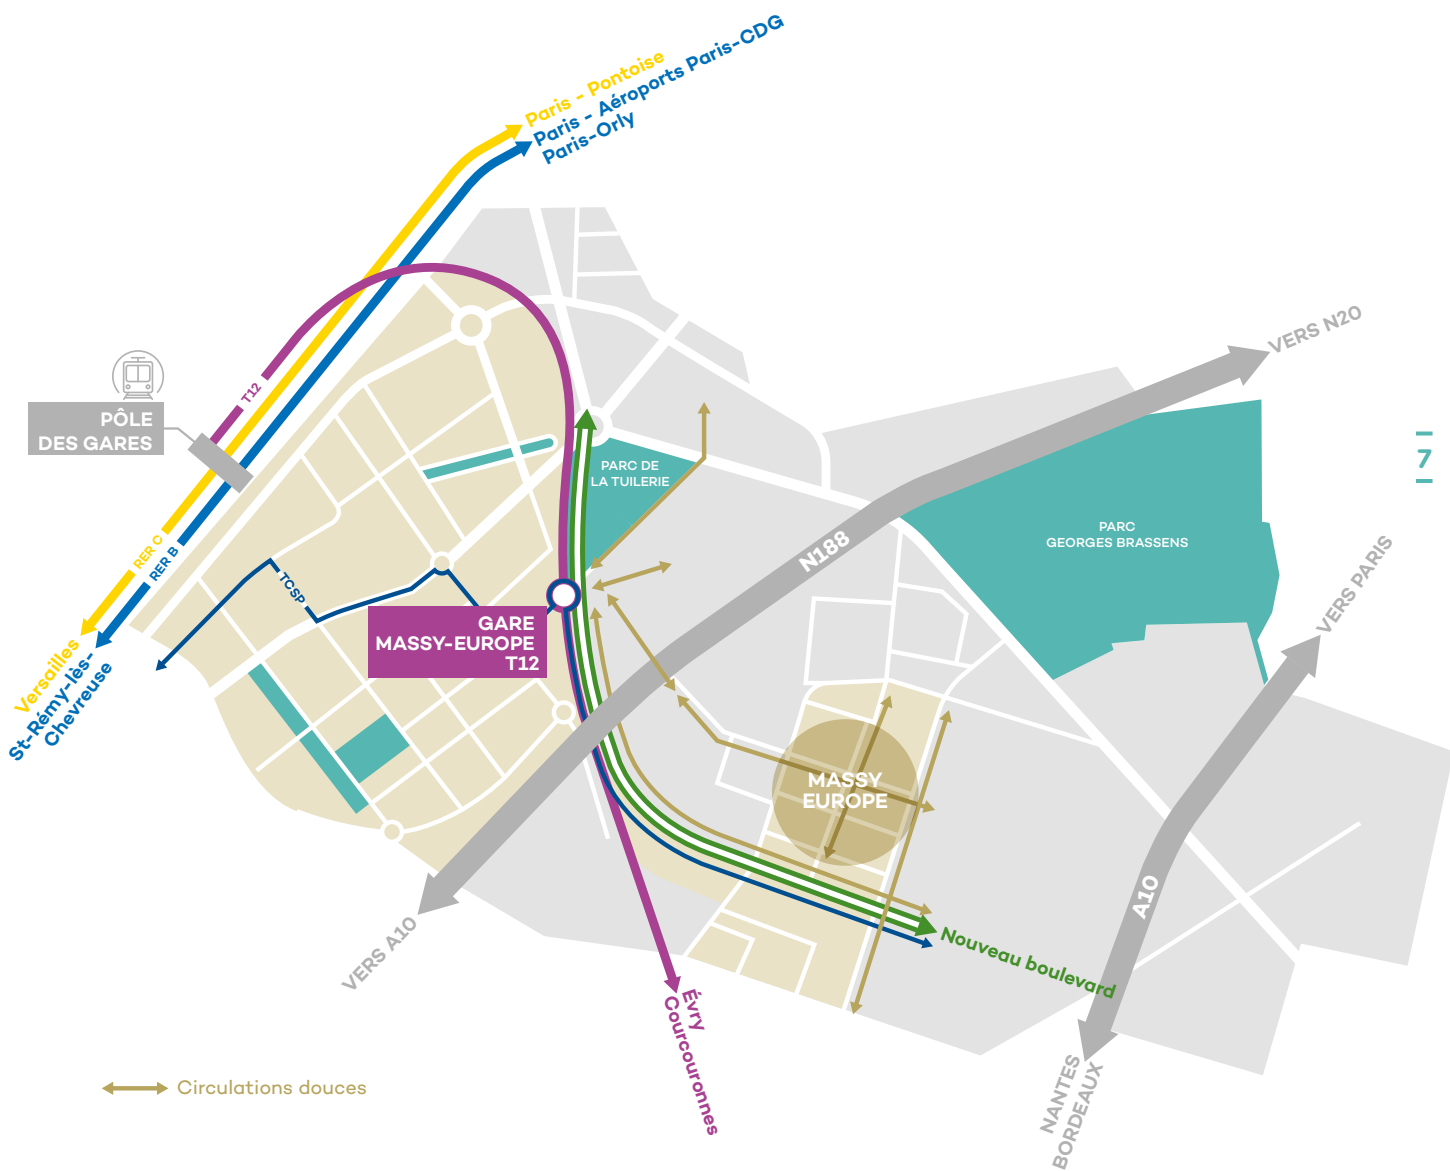 Paris - Pontoise
Paris - Aéroports Paris-CDG
Paris-Orly
VERS N20
T12
PÔLE
DES GARES
PARC DE
LA TUILERIE
7
PARC
GEORGES BRASSENS
N188
VERS PARIS
RER C
RER B
TCSP
GARE
MASSY-EUROPE
T12
Versailles
St-Rémy-lès-
Chevreuse
MASSY
EUROPE
A10
VERS A10
Nouveau boulevard
Évry
Courcouronnes
NANTES
BORDEAUX
Circulations douces